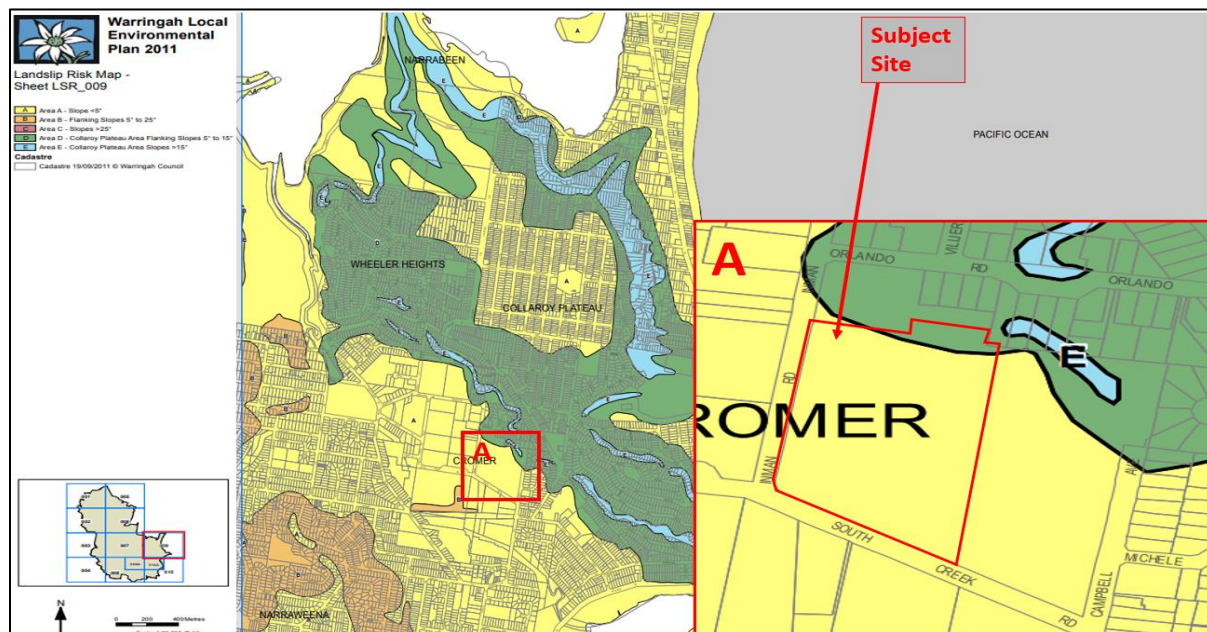 Warringah Local
Environmental
Plan 2011
Landslip Risk Map -
Sheet LSR_009
A Area A - Slope <5°
B Area B - Flanking Slopes 5° to 25°
C Area C - Slopes >25°
D Area D - Collaroy Plateau Area Flanking Slopes 5° to 15°
E Area E - Collaroy Plateau Area Slopes >15°
Cadastre
Cadastre 19/09/2011 © Warringah Council
N
0 200 400 Metres
NARRABEEN
WHEELER HEIGHTS
COLLAROY PLATEAU
CROMER
NARRAWEENA
A
Subject
Site
PACIFIC OCEAN
A
ORLANDO
RD
ORLANDO
INMAN
RD
INMAN
E
ROMER
SOUTH
CREEK
RD
CAMPBELL
AVE
MICHELE